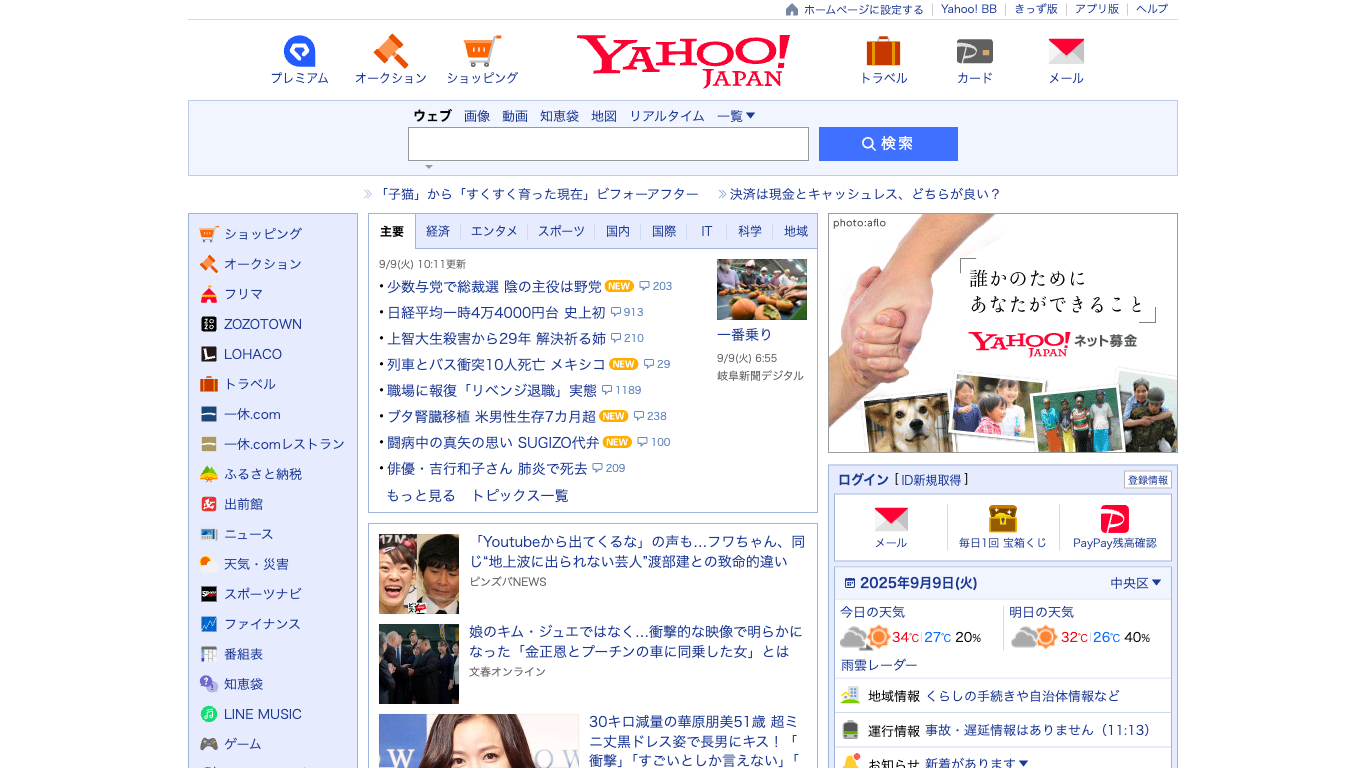 ホームページに設定する
Yahoo! BB
きっず版
アプリ版
ヘルプ
プレミアム
オークション
ショッピング
YAHOO!
JAPAN
トラベル
カード
メール
ウェブ
画像
動画
知恵袋
地図
リアルタイム
一覧
検索
「子猫」から「すくすく育った現在」ビフォーアフター
決済は現金とキャッシュレス、どちらが良い？
ショッピング
オークション
フリマ
ZOZOTOWN
LOHACO
トラベル
一休.com
一休.comレストラン
ふるさと納税
出前館
ニュース
天気・災害
スポーツナビ
ファイナンス
番組表
知恵袋
LINE MUSIC
ゲーム
主要
経済
エンタメ
スポーツ
国内
国際
IT
科学
地域
9/9(火) 10:11更新
少数与党で総裁選 陰の主役は野党 NEW 203
日経平均一時4万4000円台 史上初 913
上智大生殺害から29年 解決祈る姉 210
列車とバス衝突10人死亡 メキシコ NEW 29
職場に報復「リベンジ退職」実態 1189
ブタ腎臓移植 米男性生存7カ月超 NEW 238
闘病中の真矢の思い SUGIZO代弁 NEW 100
俳優・吉行和子さん 肺炎で死去 209
もっと見る
トピックス一覧
一番乗り
9/9(火) 6:55
岐阜新聞デジタル
「Youtubeから出てくるな」の声も…フワちゃん、同
じ“地上波に出られない芸人”渡部建との致命的違い
ピンズバNEWS
娘のキム・ジュエではなく…衝撃的な映像で明らかに
なった「金正恩とプーチンの車に同乗した女」とは
文春オンライン
30キロ減量の華原朋美51歳 超ミ
ニ丈黒ドレス姿で長男にキス！「
衝撃」「すごいとしか言えない」「
photo:aflo
誰かのために
あなたができること
YAHOO!
JAPAN
ネット募金
ログイン
[ ID新規取得 ]
登録情報
メール
毎日1回 宝箱くじ
PayPay残高確認
2025年9月9日(火)
中央区
今日の天気
34℃ 27℃ 20%
明日の天気
32℃ 26℃ 40%
雨雲レーダー
地域情報 くらしの手続きや自治体情報など
運行情報 事故・遅延情報はありません（11:13）
お知らせ 新着があります